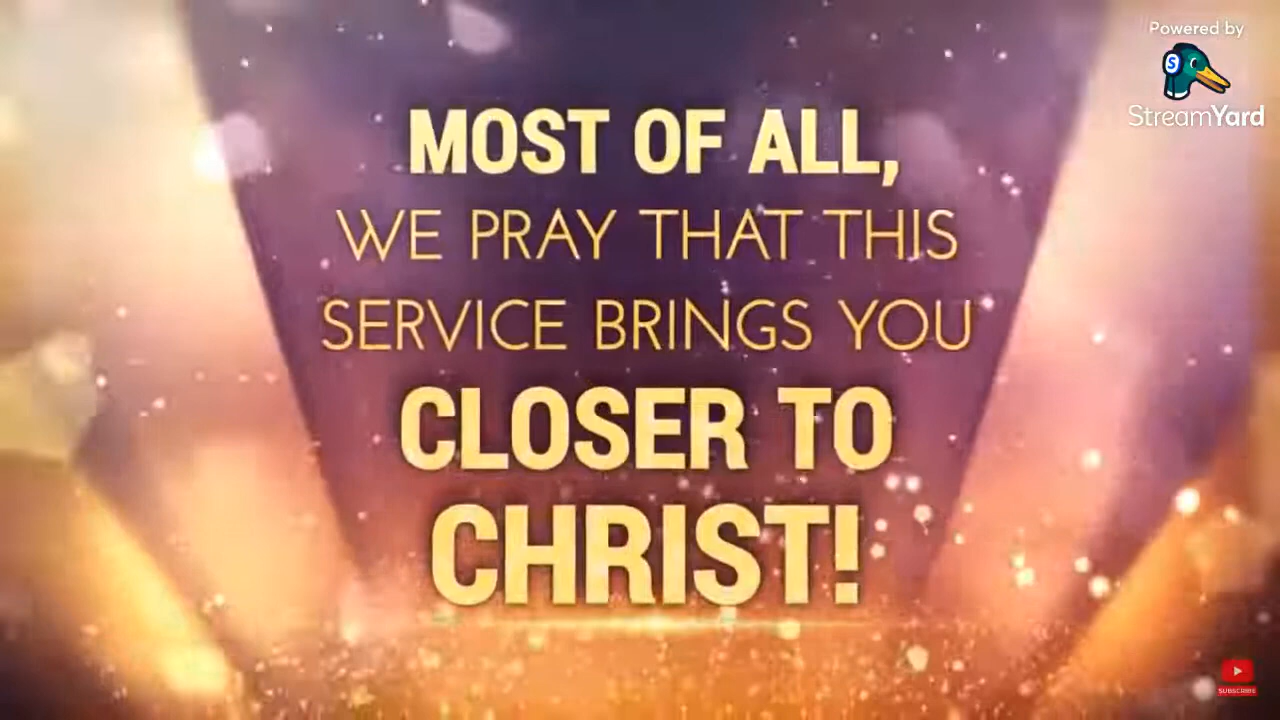 Powered by
StreamYard
MOST OF ALL,
WE PRAY THAT THIS
SERVICE BRINGS YOU
CLOSER TO
CHRIST!
SUBSCRIBE